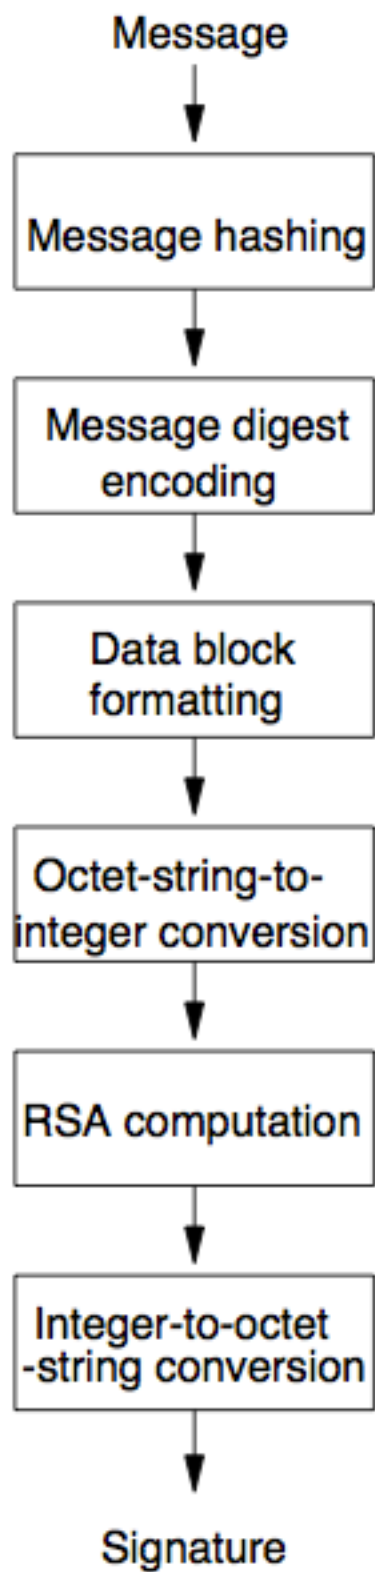 Message
Message hashing
Message digest
encoding
Data block
formatting
Octet-string-to-
integer conversion
RSA computation
Integer-to-octet
-string conversion
Signature